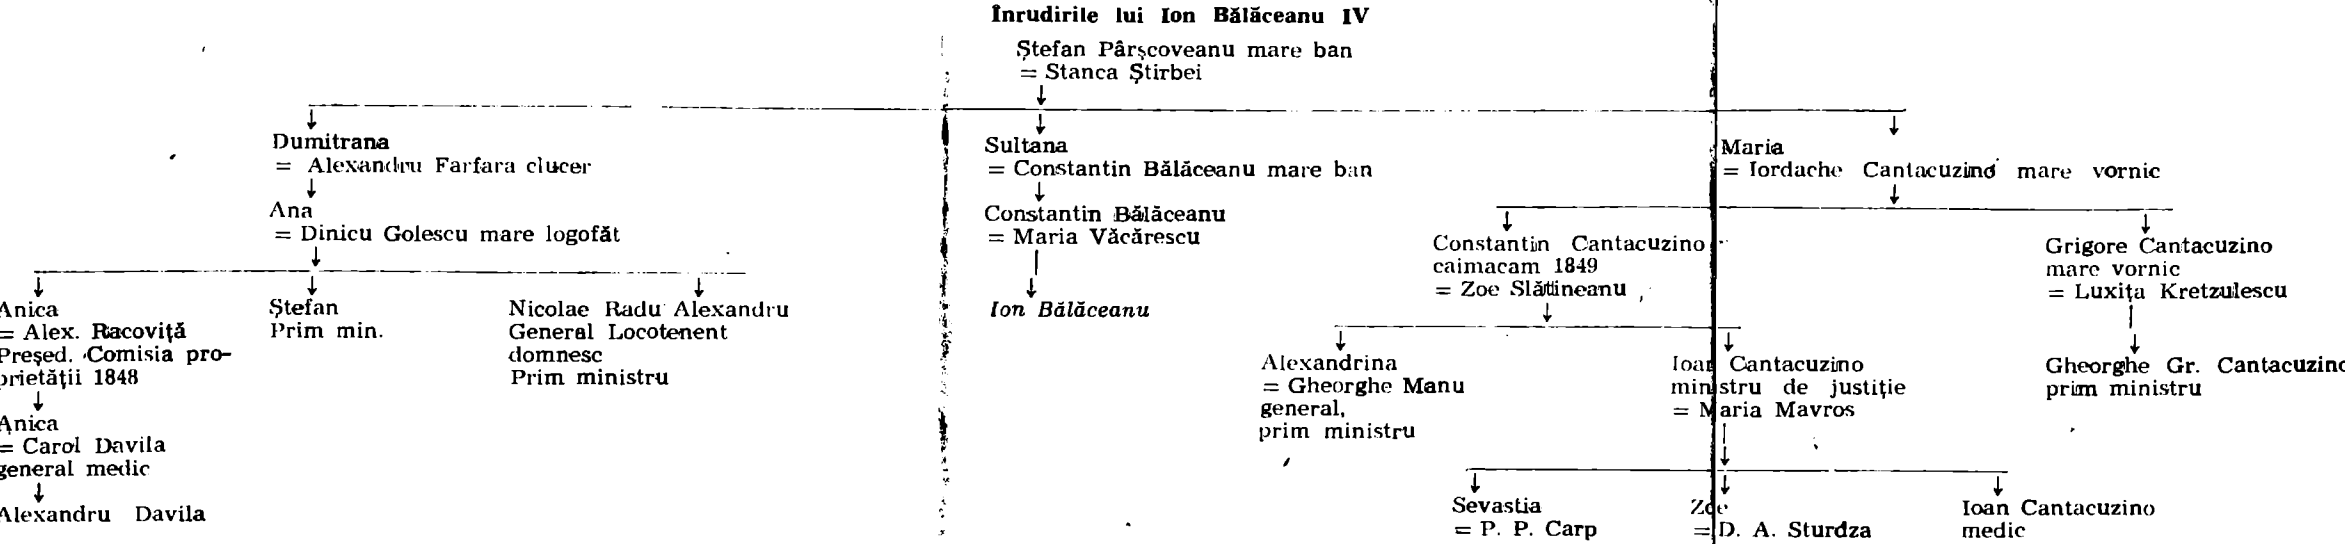 Înrudirile lui Ion Bălăceanu IV
Ștefan Pârșcoveanu mare ban
= Stanca Știrbei
Dumitrana
= Alexandru Farfara clucer
Ana
= Dinicu Golescu mare logofăt
Anica
= Alex. Racoviță
Președ. Comisia pro-
prietății 1848
Anica
= Carol Davila
general medic
Alexandru Davila
Ștefan
Prim min.
Nicolae Radu Alexandru
General Locotenent
domnesc
Prim ministru
Sultana
= Constantin Bălăceanu mare ban
Constantin Bălăceanu
= Maria Văcărescu
Ion Bălăceanu
Maria
= Iordache Cantacuzino mare vornic
Constantin Cantacuzino
caimacam 1849
= Zoe Slătineanu
Alexandrina
= Gheorghe Manu
general,
prim ministru
Ioan Cantacuzino
ministru de justiție
= Maria Mavros
Sevastia
= P. P. Carp
Zoe
= D. A. Sturdza
Ioan Cantacuzino
medic
Grigore Cantacuzino
mare vornic
= Luxița Kretzulescu
Gheorghe Gr. Cantacuzino
prim ministru